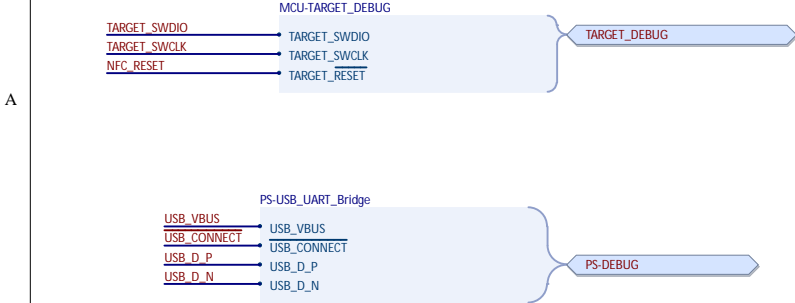 MCU-TARGET_DEBUG
TARGET_SWDIO
TARGET_SWDIO
TARGET_DEBUG
TARGET_SWCLK
TARGET_SWCLK
NFC_RESET
TARGET_RESET
A
PS-USB_UART_Bridge
USB_VBUS
USB_VBUS
USB_CONNECT
USB_CONNECT
USB_D_P
USB_D_P
PS-DEBUG
USB_D_N
USB_D_N